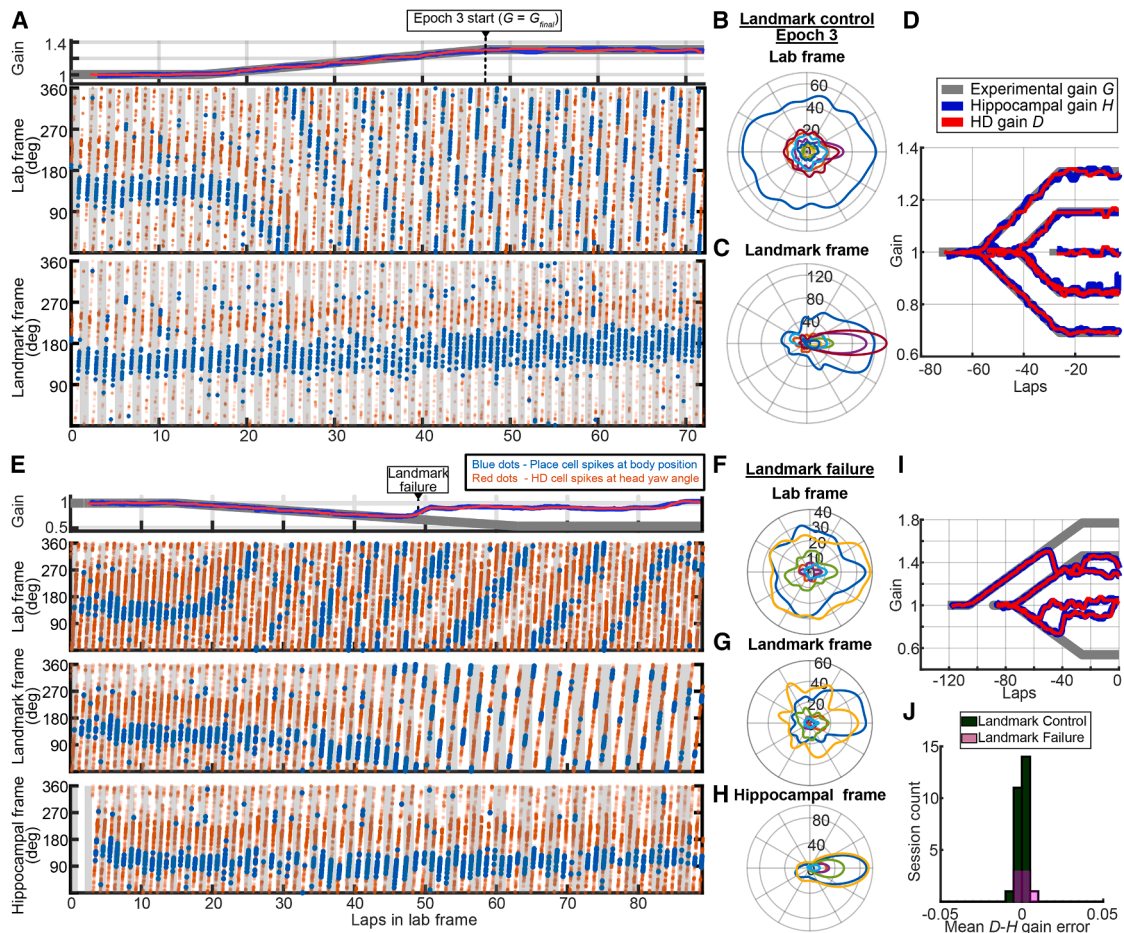 A
Epoch 3 start (G = Gfinal)
Gain
1.4
1
Lab frame
(deg)
360
270
180
90
Landmark frame
(deg)
360
270
180
90
0 10 20 30 40 50 60 70
B
Landmark control
Epoch 3
Lab frame
60
40
20
C
Landmark frame
120
80
40
D
Experimental gain G
Hippocampal gain H
HD gain D
Gain
1.4
1.2
1
0.8
0.6
-80 -60 -40 -20
Laps
E
Landmark
failure
Blue dots - Place cell spikes at body position
Red dots - HD cell spikes at head yaw angle
Gain
1
0.5
Lab frame
(deg)
360
270
180
90
Landmark frame
(deg)
360
270
180
90
Hippocampal frame
(deg)
360
270
180
90
0 10 20 30 40 50 60 70 80
Laps in lab frame
F
Landmark failure
Lab frame
40
30
20
10
G
Landmark frame
60
40
20
H
Hippocampal frame
80
40
I
Gain
1.8
1.4
1
0.6
-120 -80 -40 0
Laps
J
Landmark Control
Landmark Failure
Session count
15
10
5
-0.05 0 0.05
Mean D-H gain error